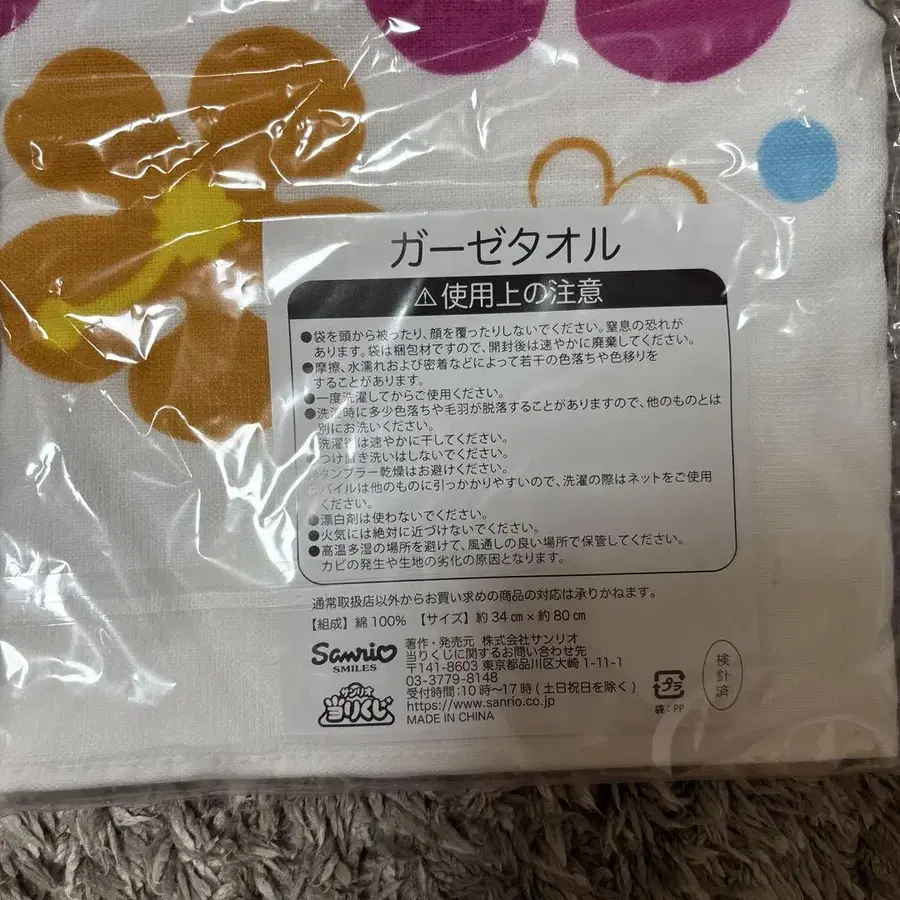 ガーゼタオル
⚠使用上の注意
●袋を頭から被ったり、顔を覆ったりしないでください。窒息の恐れが
あります。袋は梱包材ですので、開封後は速やかに廃棄してください。
●摩擦、水濡れおよび密着などによって若干の色落ちや色移りを
することがあります。
●一度洗濯してからご使用ください。
●洗濯時に多少色落ちや毛羽が脱落することがありますので、他のものとは
別にお洗いください。
●洗濯後は速やかに干してください。
●つけ置き洗いはしないでください。
●タンブラー乾燥はお避けください。
●パイルは他のものに引っかかりやすいので、洗濯の際はネットをご使用
ください。
●漂白剤は使わないでください。
●火気には絶対に近づけないでください。
●高温多湿の場所を避けて、風通しの良い場所で保管してください。
カビの発生や生地の劣化の原因となります。
通常取扱店以外からお買い求めの商品の対応は承りかねます。
【組成】綿100% 【サイズ】約34㎝×約80㎝
Sanrio
SMILES
サンリオ
当りくじ
著作・発売元 株式会社サンリオ
当りくじに関するお問い合わせ先
〒141-8603 東京都品川区大崎1-11-1
03-3779-8148
受付時間:10時〜17時(土日祝日を除く)
https://www.sanrio.co.jp
MADE IN CHINA
プラ
袋:PP
検針済